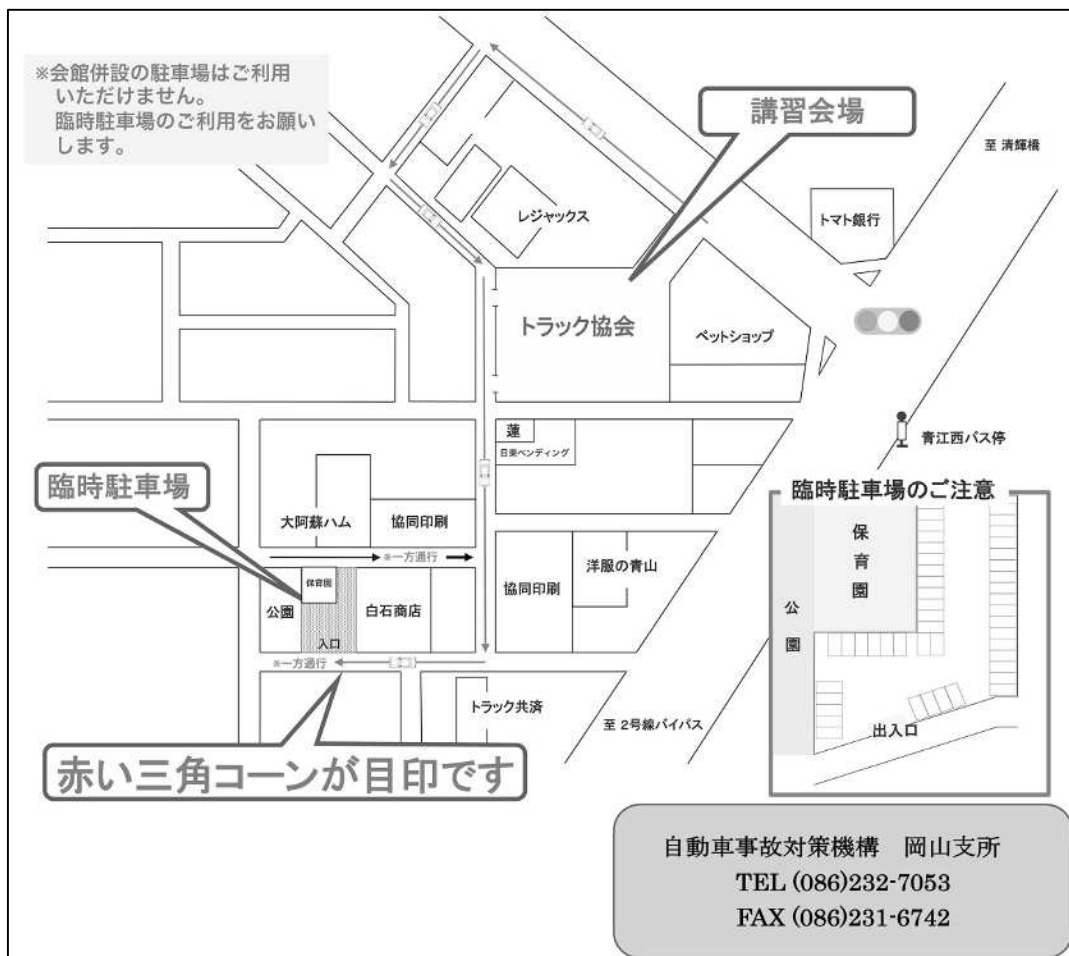 ※会館併設の駐車場はご利用
いただけません。
臨時駐車場のご利用をお願い
します。
講習会場
至 清輝橋
レジャックス
トマト銀行
トラック協会
ペットショップ
蓮
日東ベンディング
青江西バス停
臨時駐車場
大阿蘇ハム
協同印刷
※一方通行
保育園
公園
白石商店
入口
協同印刷
洋服の青山
※一方通行
トラック共済
至 2号線バイパス
赤い三角コーンが目印です
臨時駐車場のご注意
保育園
公園
出入口
自動車事故対策機構　岡山支所
TEL (086)232-7053
FAX (086)231-6742